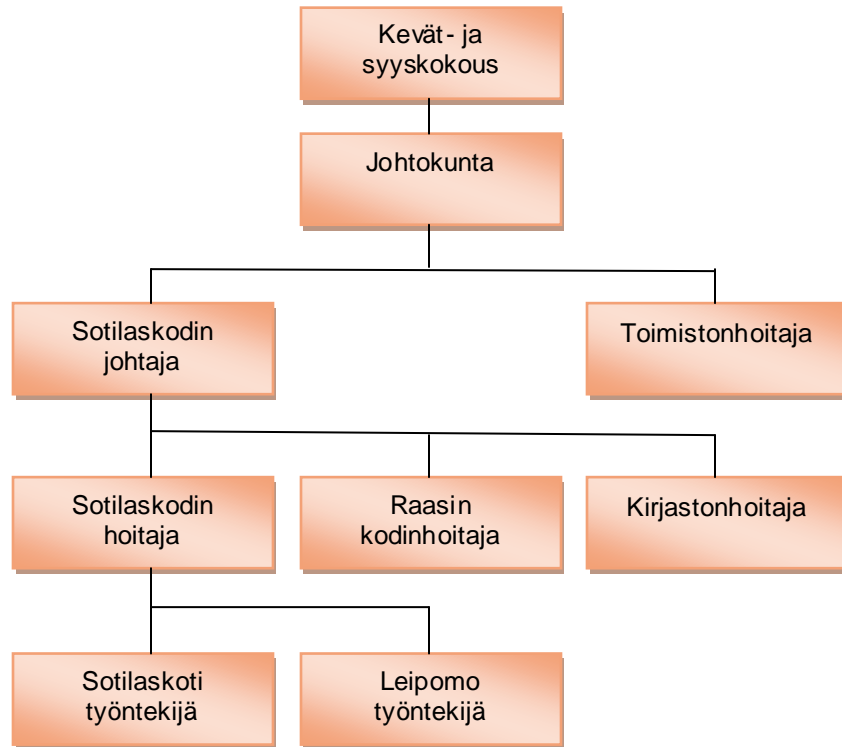 Kevät- ja
syyskokous
Johtokunta
Sotilaskodin
johtaja
Toimistonhoitaja
Sotilaskodin
hoitaja
Raasin
kodinhoitaja
Kirjastonhoitaja
Sotilaskoti
työntekijä
Leipomo
työntekijä